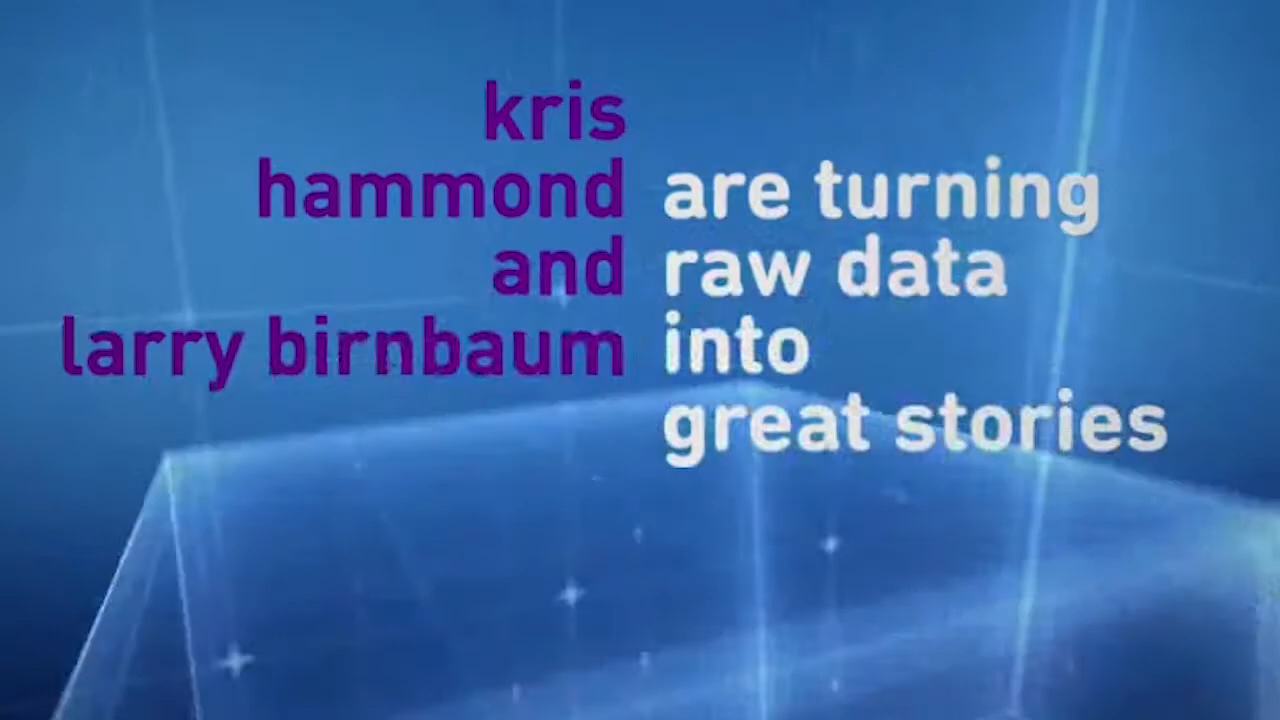 kris
hammond
and
larry birnbaum
are turning
raw data
into
great stories